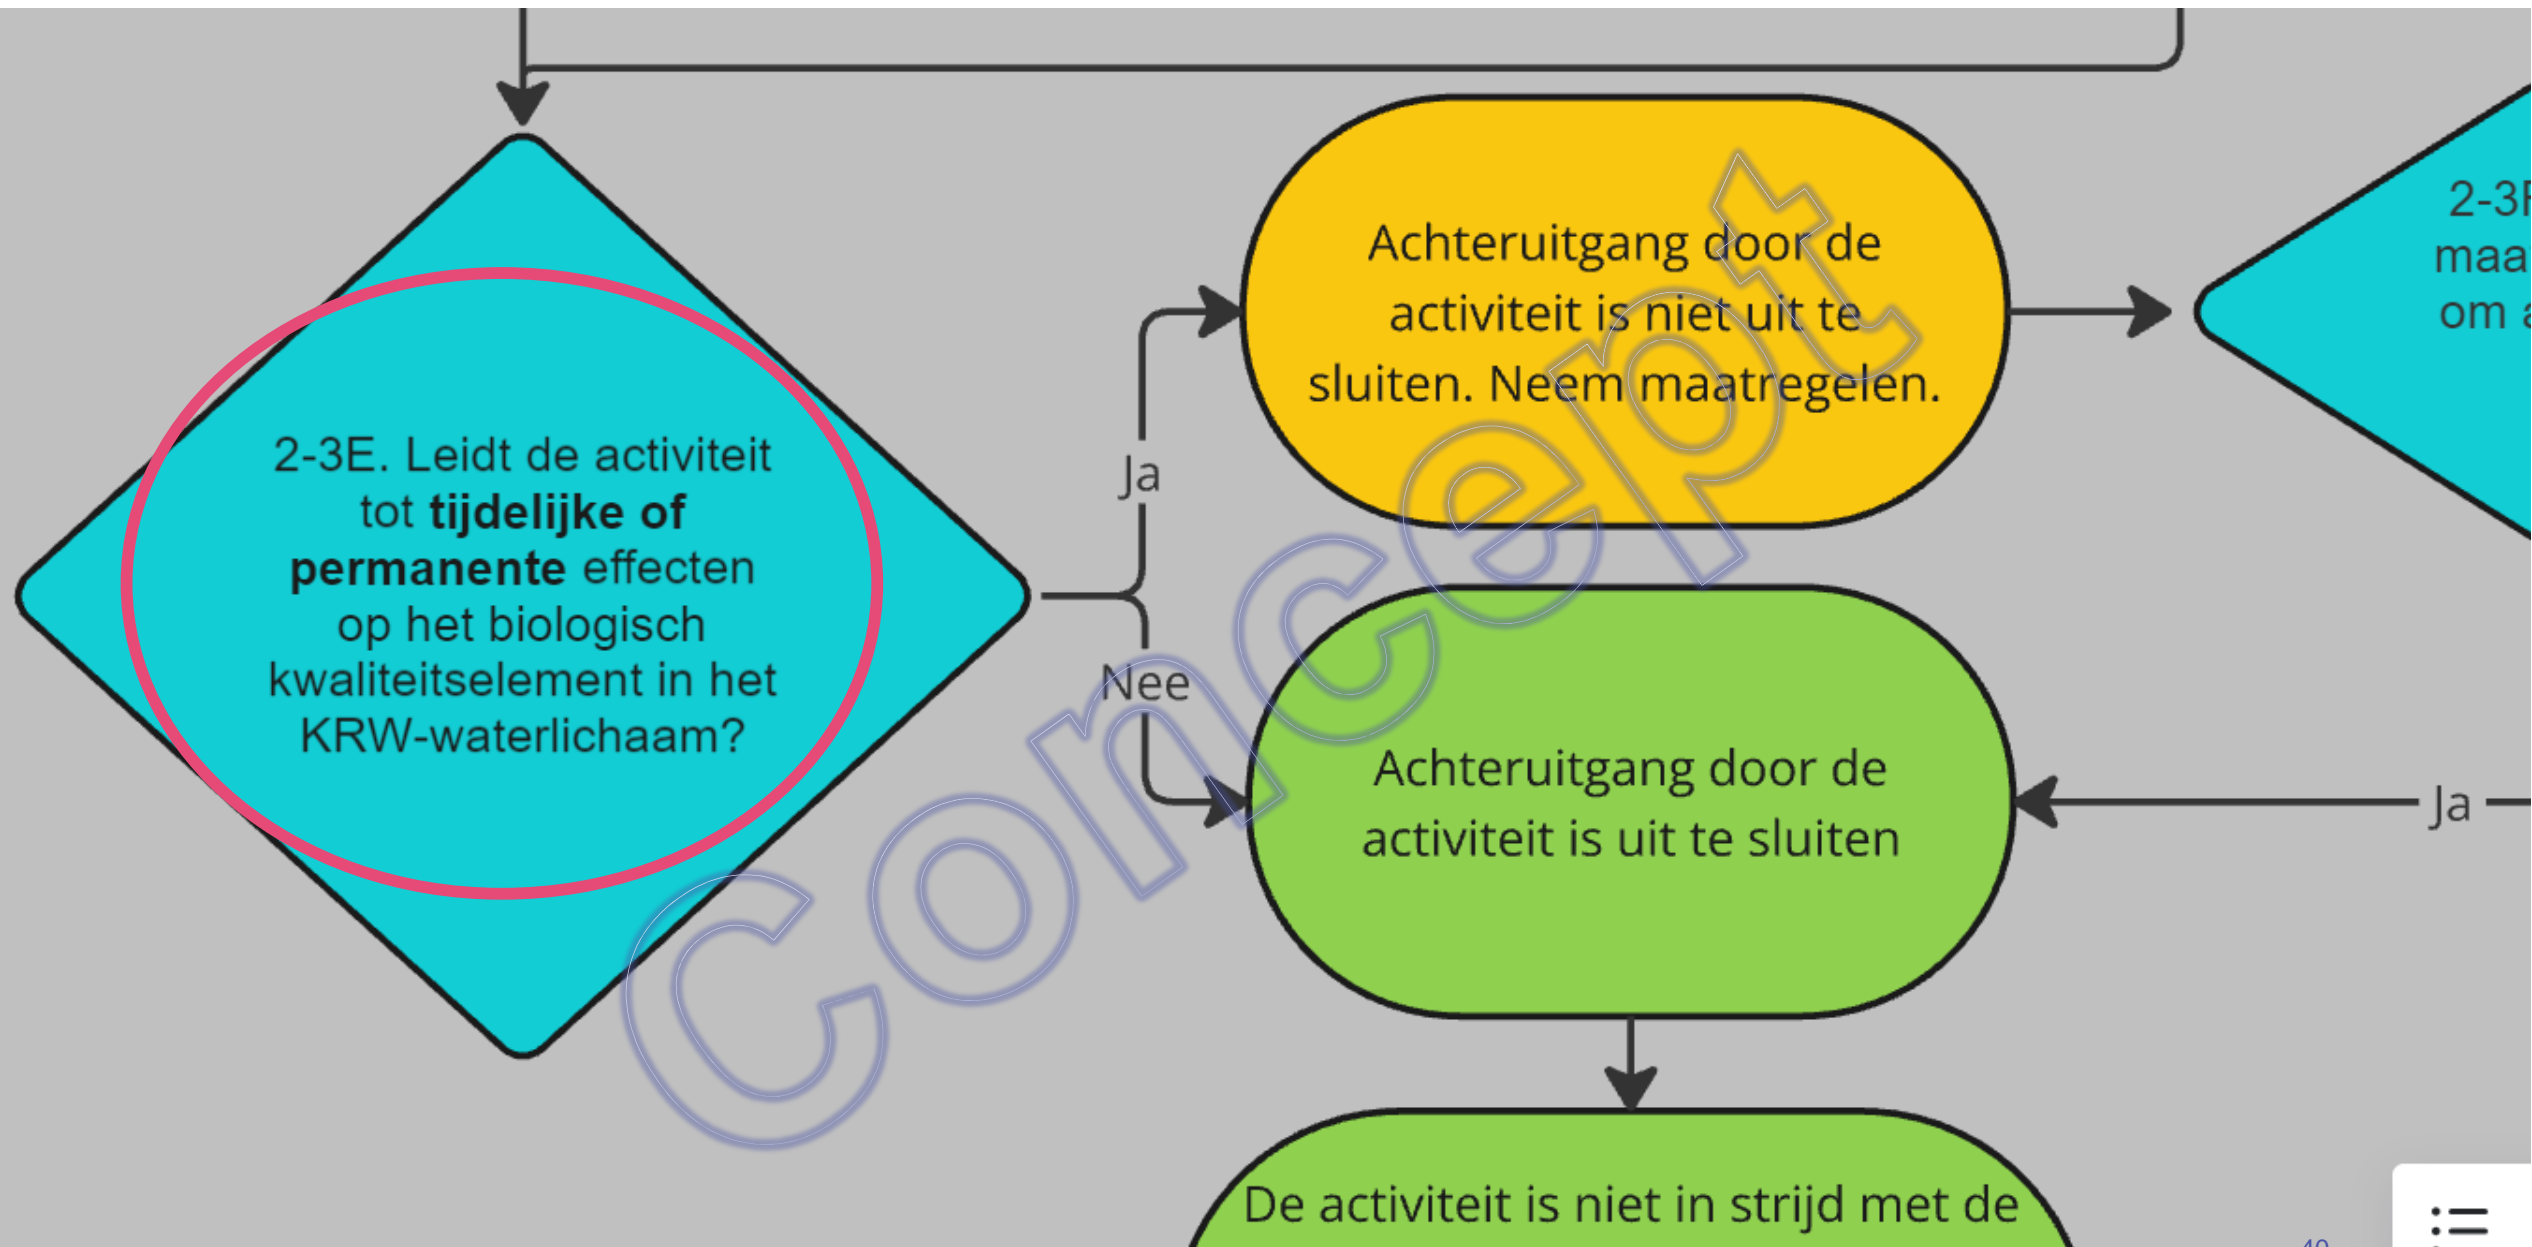 2-3E. Leidt de activiteit
tot tijdelijke of
permanente effecten
op het biologisch
kwaliteitselement in het
KRW-waterlichaam?
Ja
Nee
Achteruitgang door de
activiteit is niet uit te
sluiten. Neem maatregelen.
Achteruitgang door de
activiteit is uit te sluiten
De activiteit is niet in strijd met de
om
Ja
Concept